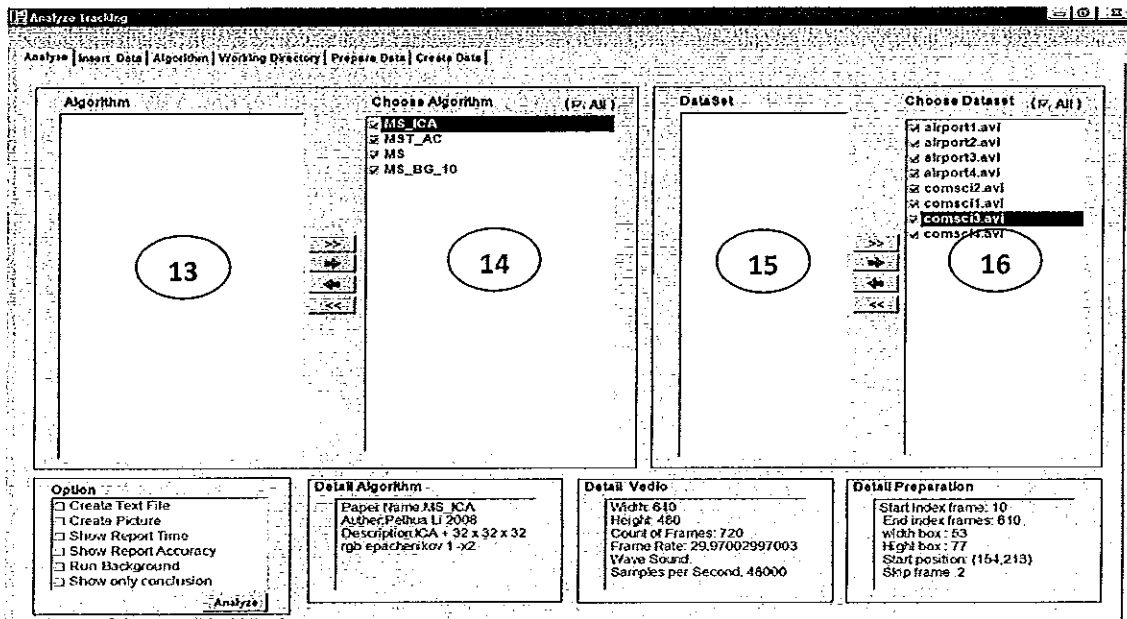 Analyze Tracking
Analyse Insert Data Algorithm Working Directory Prepare Data Create Data
Algorithm
Choose Algorithm (All)
MS_ICA
MST_AC
MS
MS_BG_10
13
>>
<<
14
DataSet
Choose Dataset (All)
airport1.avi
airport2.avi
airport3.avi
airport4.avi
comsci2.avi
comsci1.avi
comsci3.avi
comsci4.avi
15
>>
<<
16
Option
Create Text File
Create Picture
Show Report Time
Show Report Accuracy
Run Background
Show only conclusion
Analyze
Detail Algorithm
Paper Name:MS_ICA
Auther:Peihua Li 2008
Description:ICA + 32 x 32 x 32
rgb epachenikov 1 -x2
Detail Vedio
Width: 640
Height: 480
Count of Frames: 720
Frame Rate: 29.97002997003
Wave Sound.
Samples per Second. 48000
Detail Preparation
Start Index frame: 10
End index frames: 610
width box : 53
Hight box : 77
Start position: (154,213)
Skip frame :2